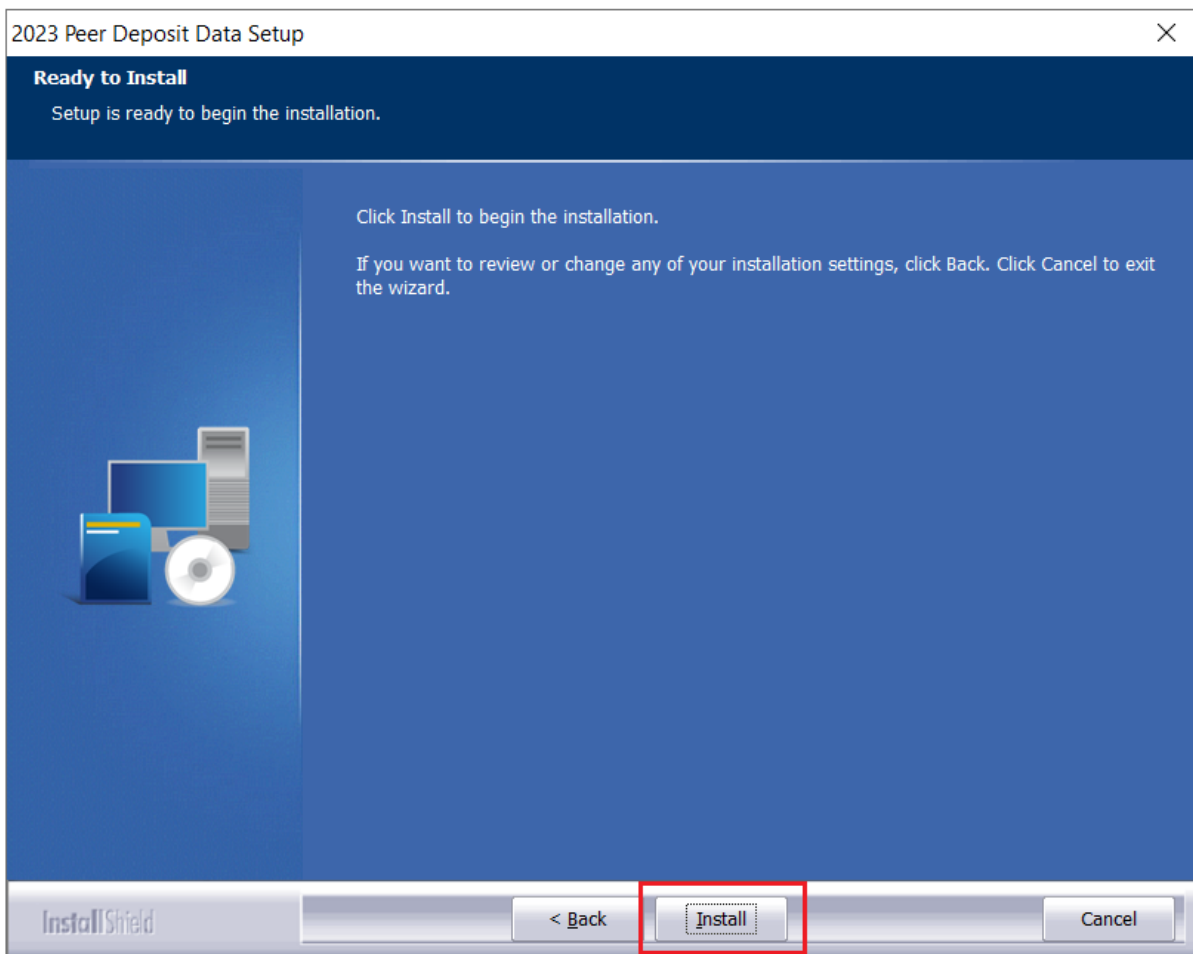 2023 Peer Deposit Data Setup
Ready to Install
Setup is ready to begin the installation.
Click Install to begin the installation.
If you want to review or change any of your installation settings, click Back. Click Cancel to exit
the wizard.
InstallShield
< Back
Install
Cancel